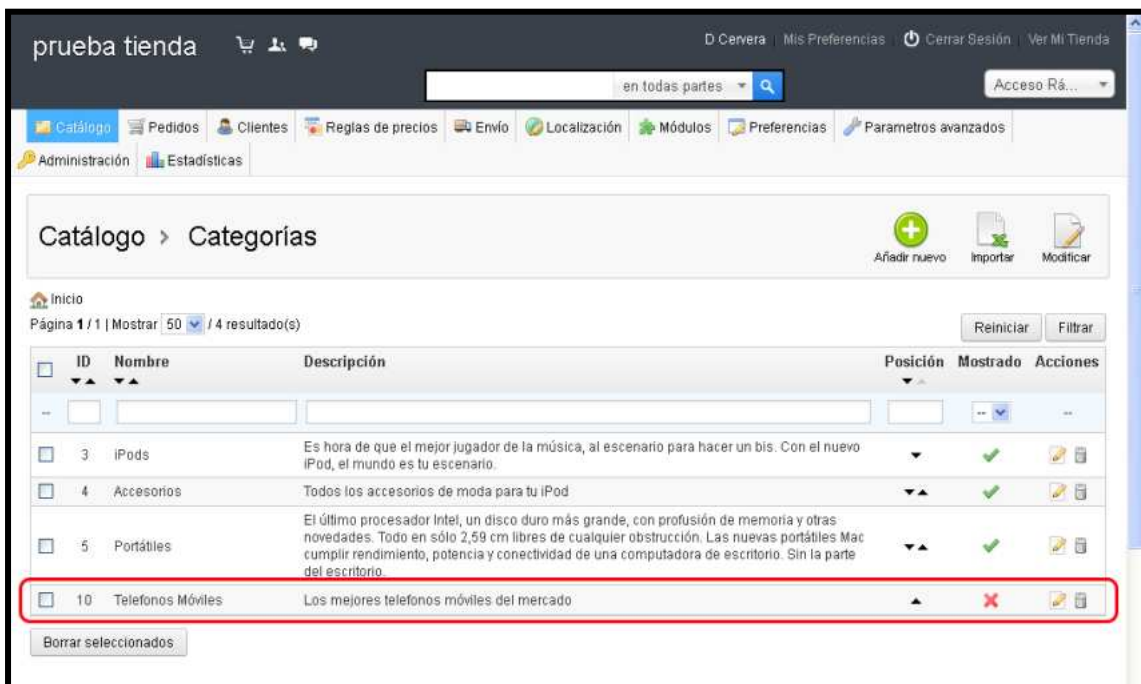 prueba tienda
D Cervera Mis Preferencias Cerrar Sesión Ver Mi Tienda
en todas partes
Acceso Rá...
Catálogo Pedidos Clientes Reglas de precios Envío Localización Módulos Preferencias Parametros avanzados
Administración Estadísticas
Catálogo > Categorías
Añadir nuevo Importar Modificar
Inicio
Página 1 / 1 | Mostrar 50 / 4 resultado(s)
Reiniciar Filtrar
ID Nombre Descripción Posición Mostrado Acciones
-- -- --
3 iPods Es hora de que el mejor jugador de la música, al escenario para hacer un bis. Con el nuevo
iPod, el mundo es tu escenario.
4 Accesorios Todos los accesorios de moda para tu iPod
El último procesador Intel, un disco duro más grande, con profusión de memoria y otras
novedades. Todo en sólo 2,59 cm libres de cualquier obstrucción. Las nuevas portátiles Mac
5 Portátiles
cumplir rendimiento, potencia y conectividad de una computadora de escritorio. Sin la parte
del escritorio.
10 Telefonos Móviles Los mejores telefonos móviles del mercado
Borrar seleccionados